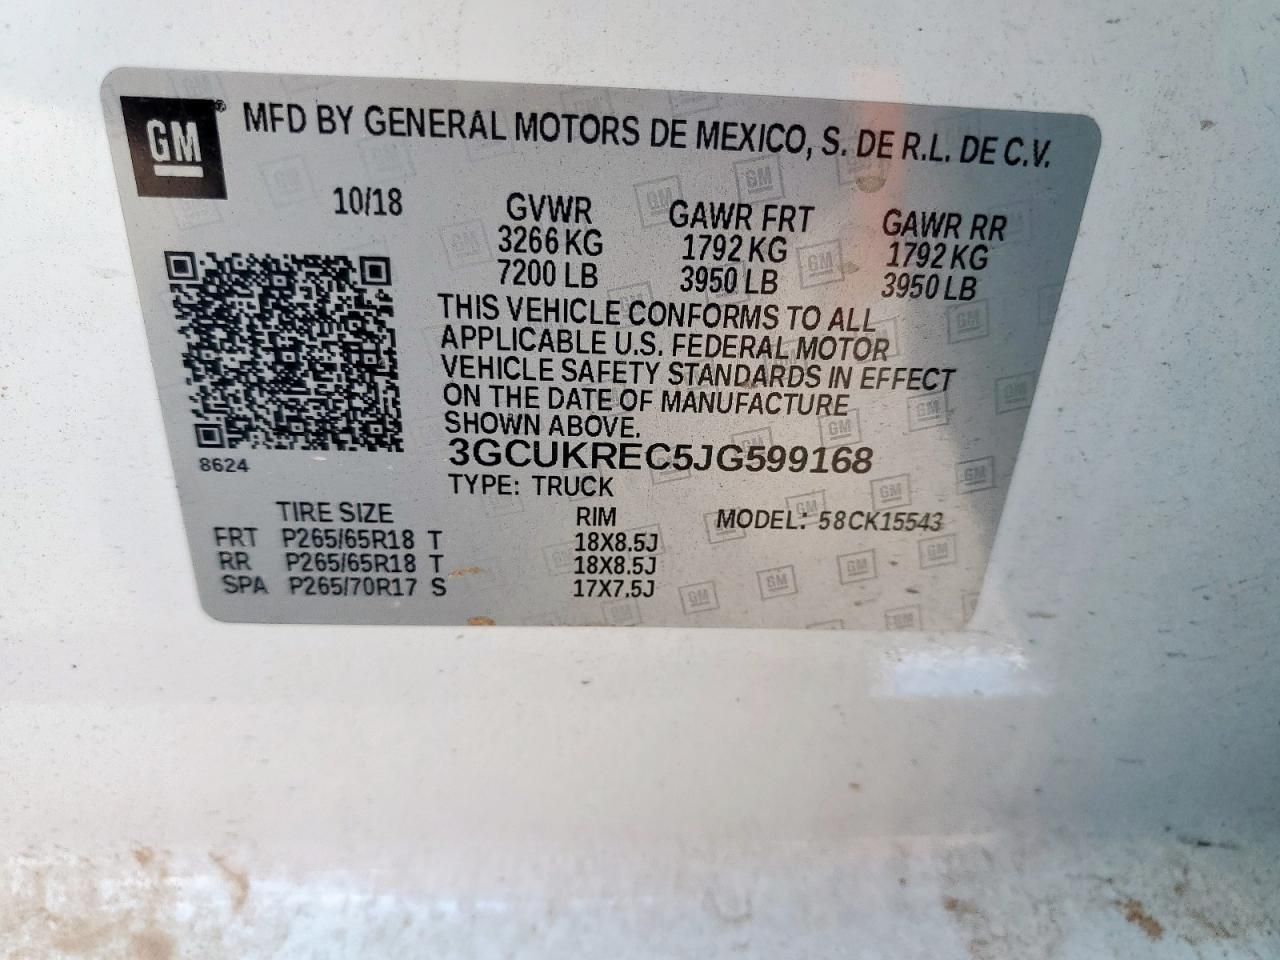 GM® MFD BY GENERAL MOTORS DE MEXICO, S. DE R.L. DE C.V.
10/18 GVWR GAWR FRT GAWR RR
3266 KG 1792 KG 1792 KG
7200 LB 3950 LB 3950 LB
THIS VEHICLE CONFORMS TO ALL
APPLICABLE U.S. FEDERAL MOTOR
VEHICLE SAFETY STANDARDS IN EFFECT
ON THE DATE OF MANUFACTURE
SHOWN ABOVE.
3GCUKREC5JG599168
8624
TYPE: TRUCK
TIRE SIZE RIM MODEL: 58CK15543
FRT P265/65R18 T 18X8.5J
RR P265/65R18 T 18X8.5J
SPA P265/70R17 S 17X7.5J